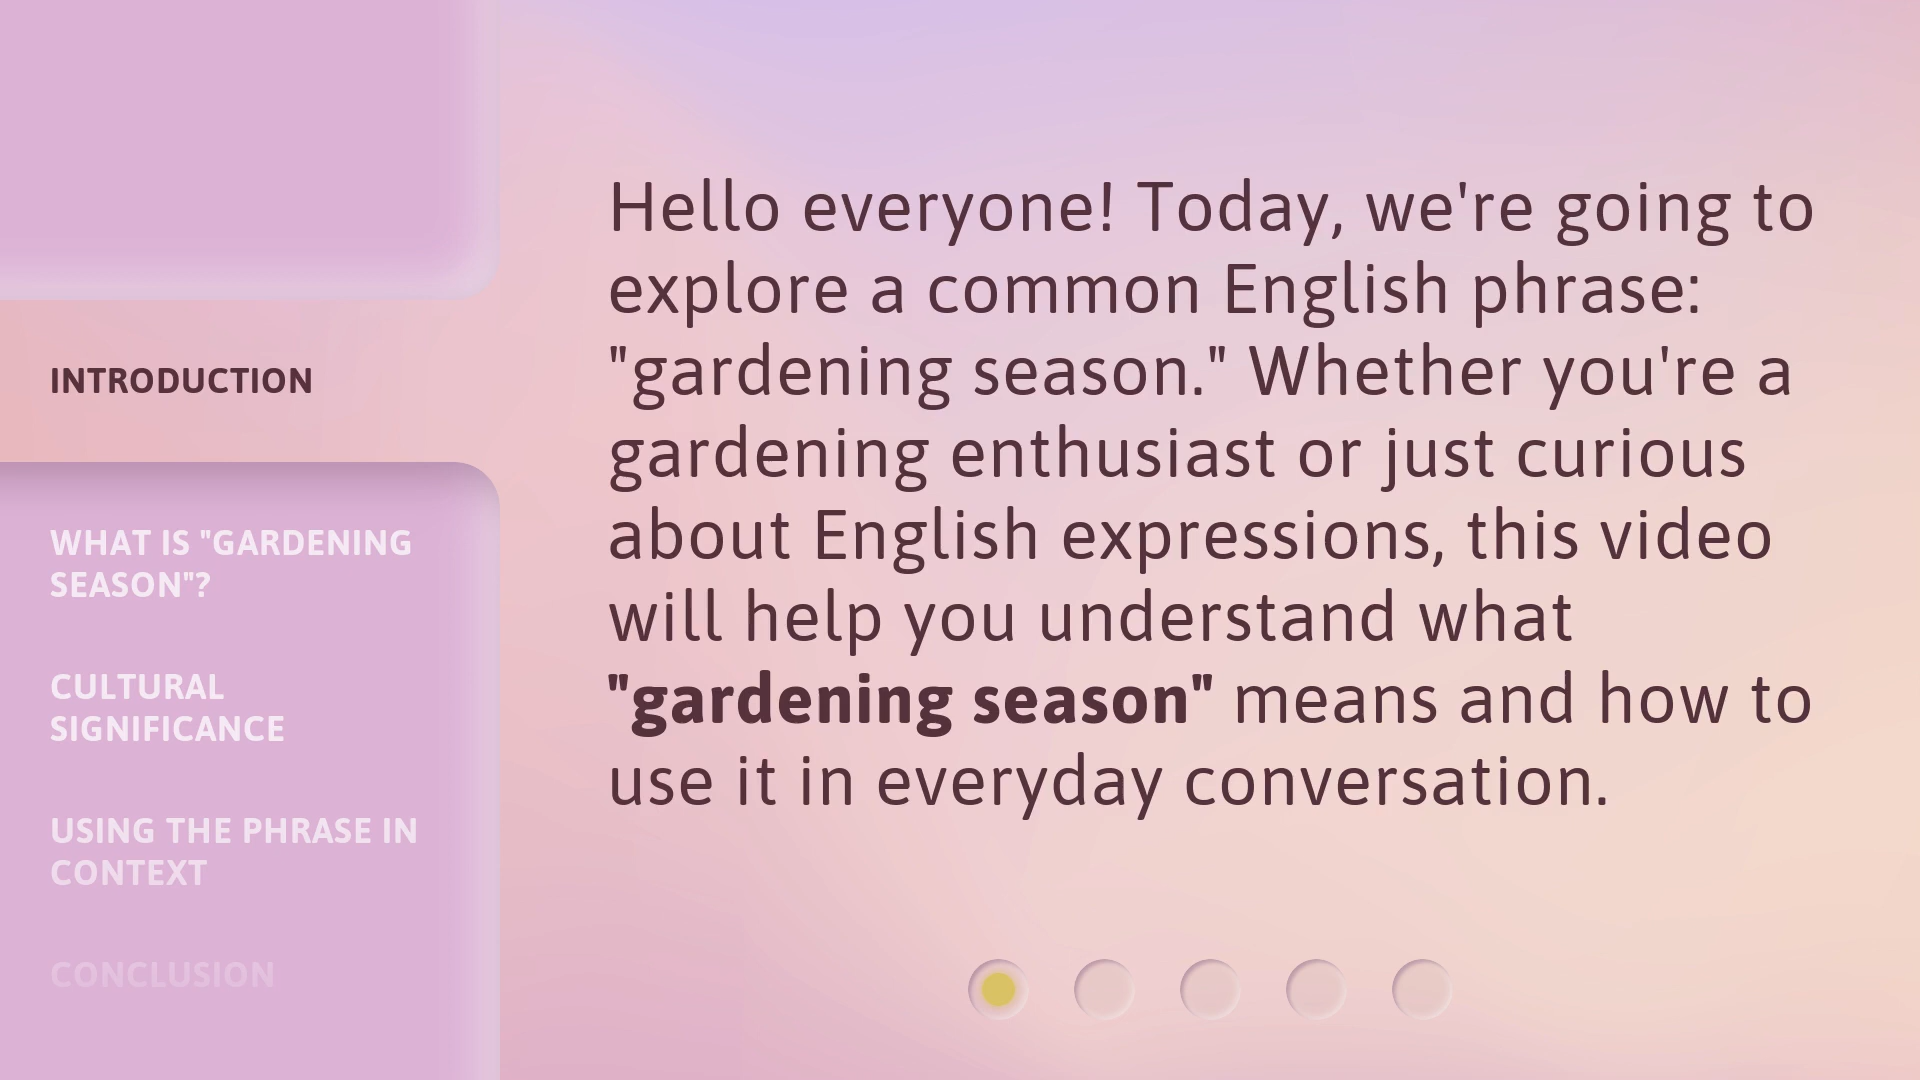 INTRODUCTION
WHAT IS "GARDENING
SEASON"?
CULTURAL
SIGNIFICANCE
USING THE PHRASE IN
CONTEXT
CONCLUSION
Hello everyone! Today, we're going to
explore a common English phrase:
"gardening season." Whether you're a
gardening enthusiast or just curious
about English expressions, this video
will help you understand what
"gardening season" means and how to
use it in everyday conversation.